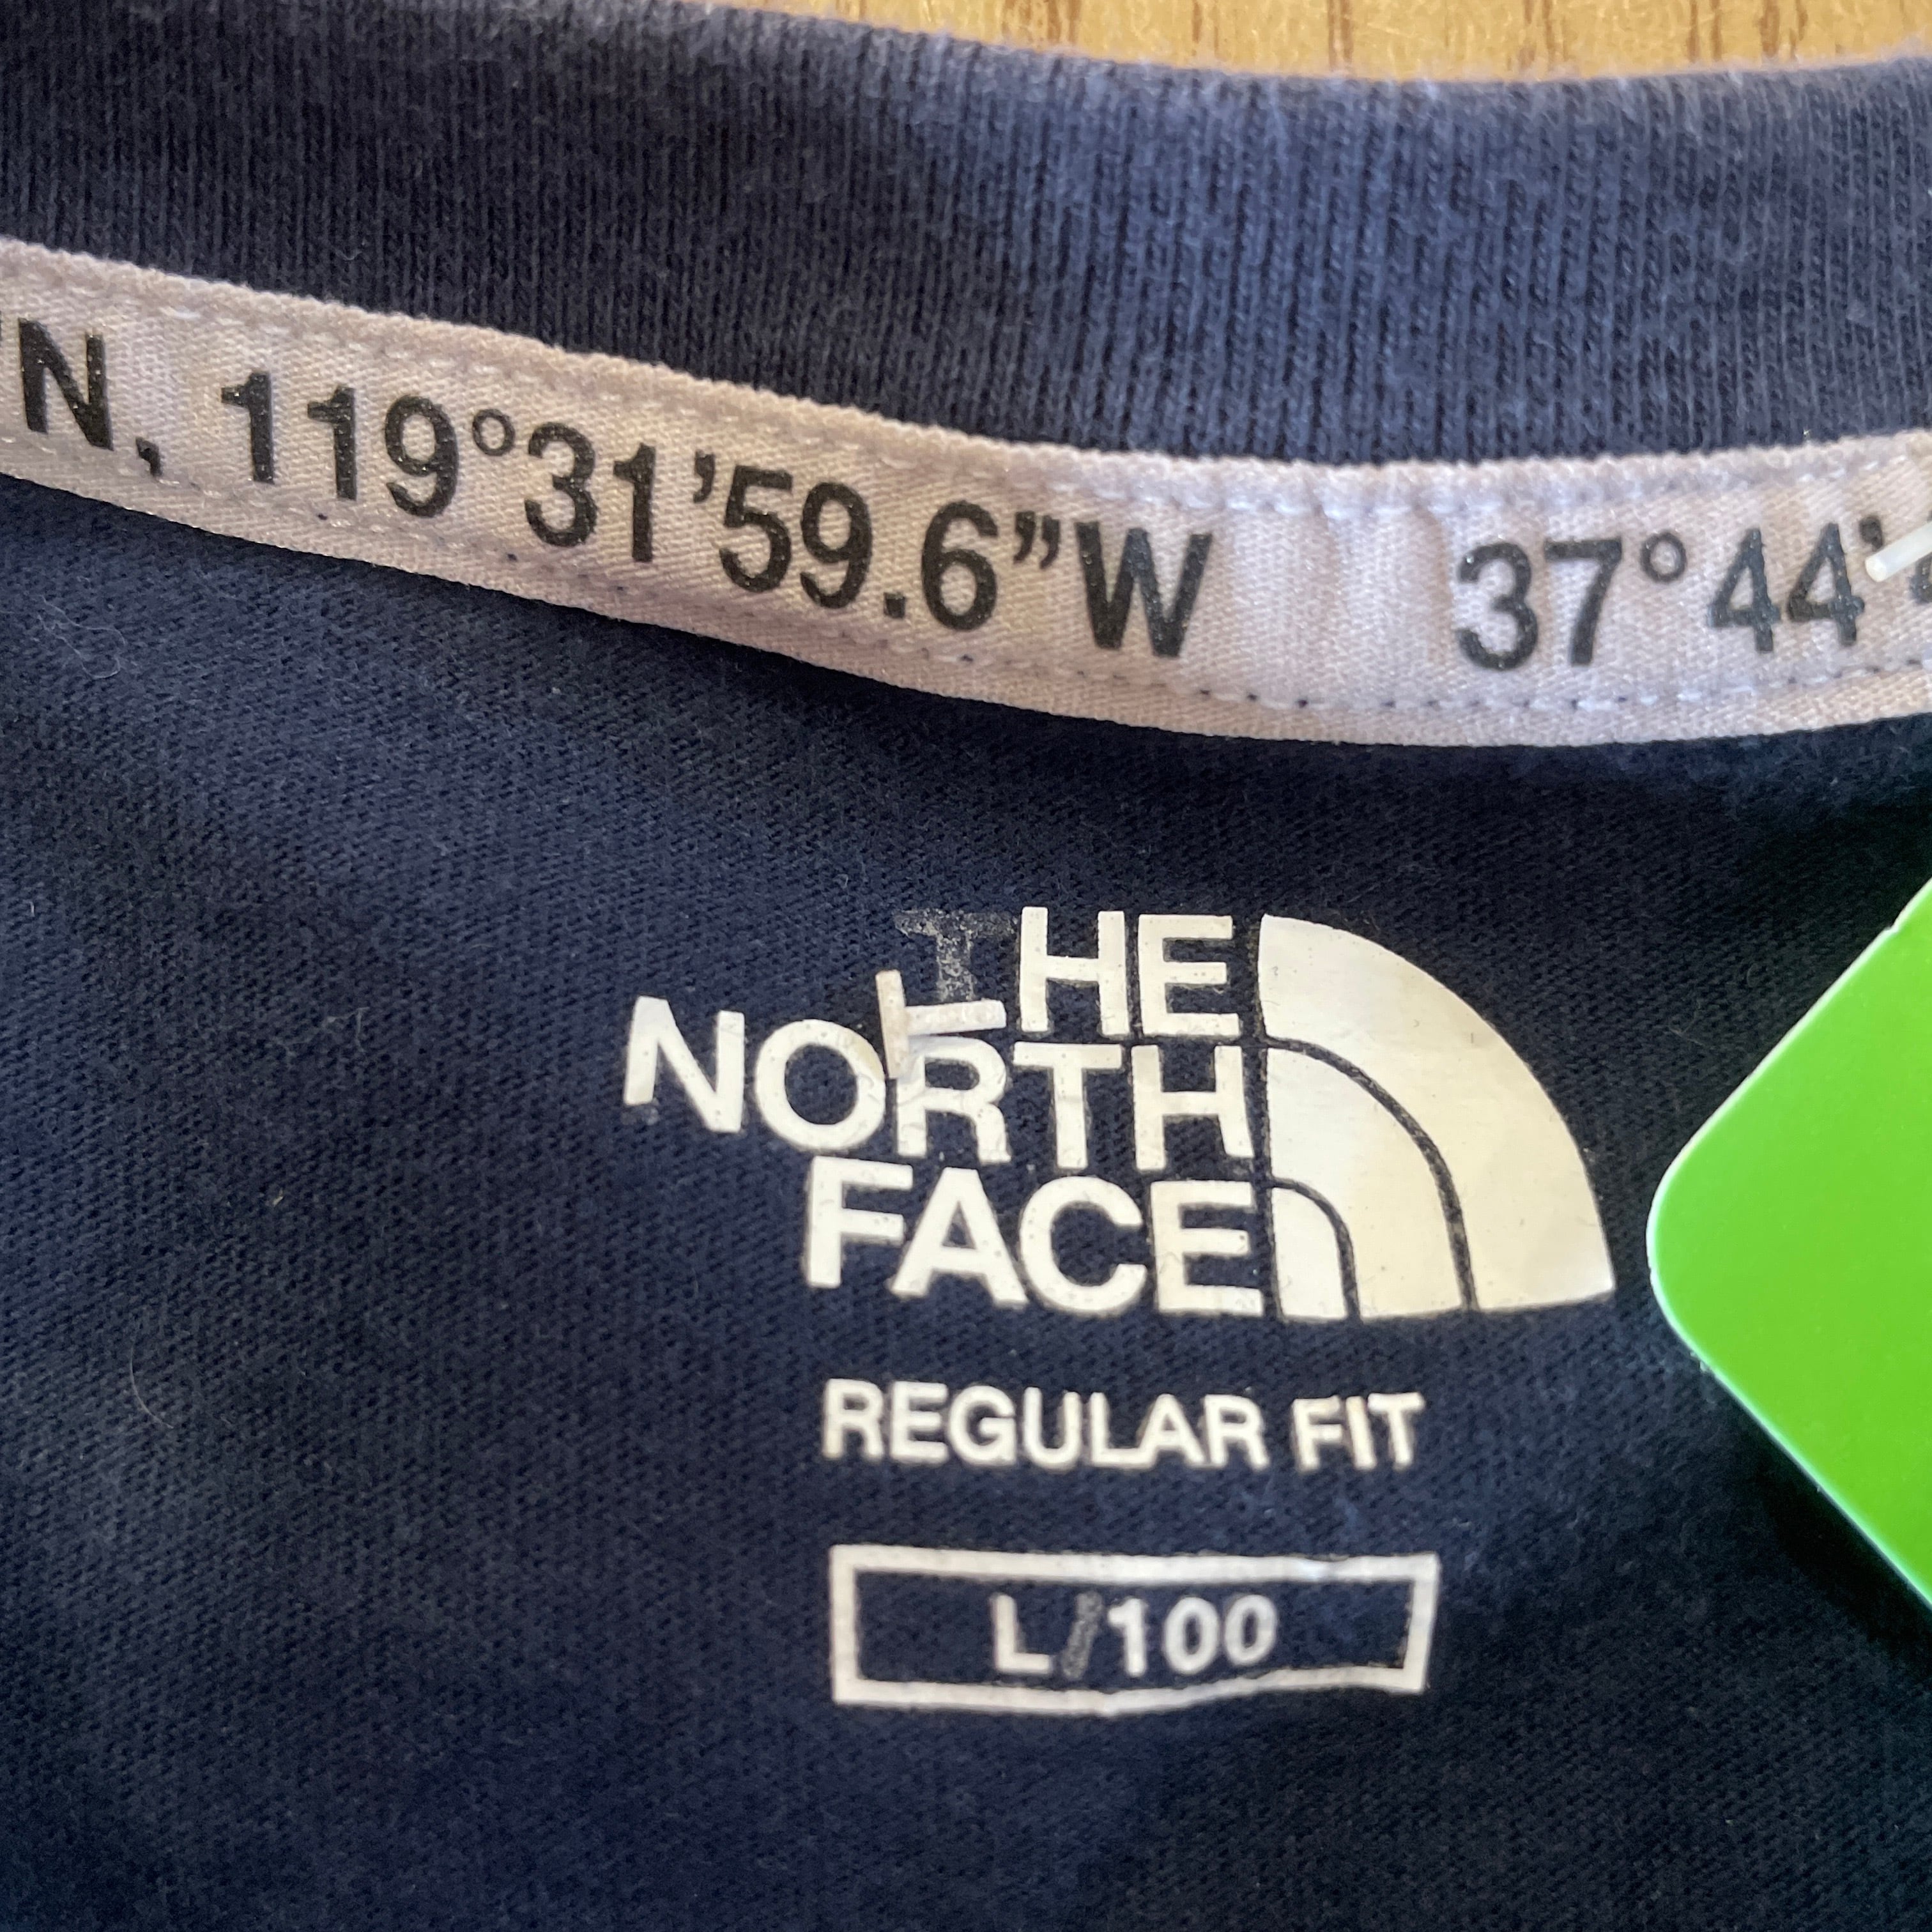 "N, 119°31'59.6"W 37°44'
THE
NORTH
FACE
REGULAR FIT
L/100